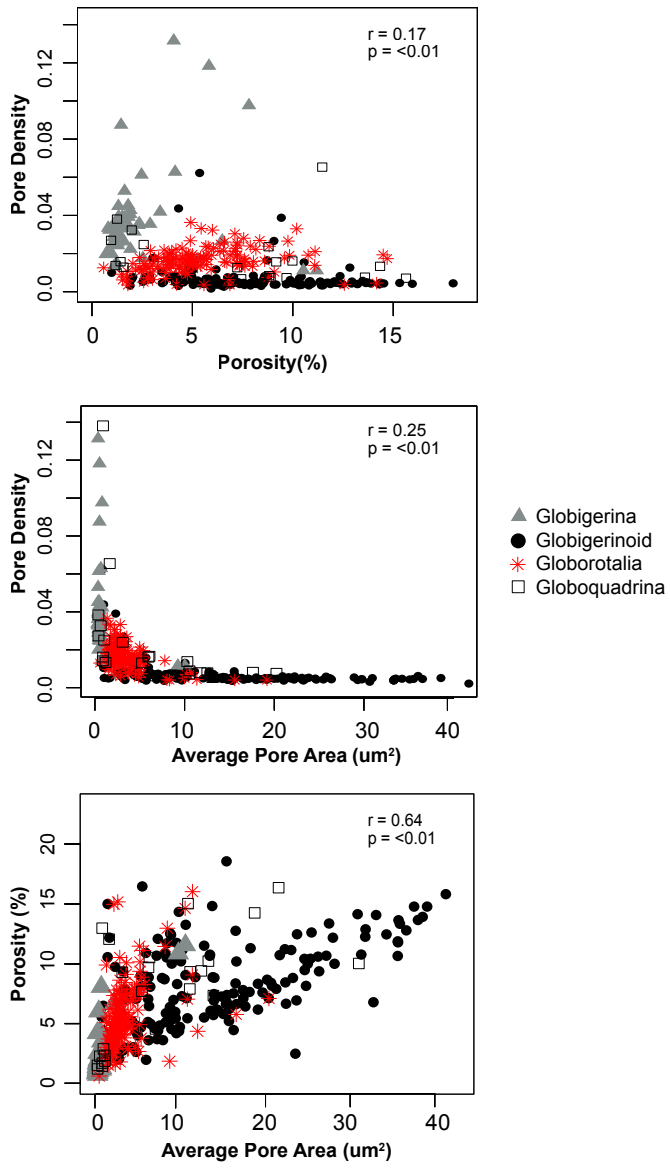 r = 0.17
p = <0.01
Pore Density
0.12
0.08
0.04
0.0
0
5
10
15
Porosity(%)
r = 0.25
p = <0.01
Pore Density
0.12
0.08
0.04
0.0
0
10
20
30
40
Average Pore Area (um²)
Globigerina
Globigerinoid
Globorotalia
Globoquadrina
r = 0.64
p = <0.01
Porosity (%)
20
15
10
5
0
0
10
20
30
40
Average Pore Area (um²)